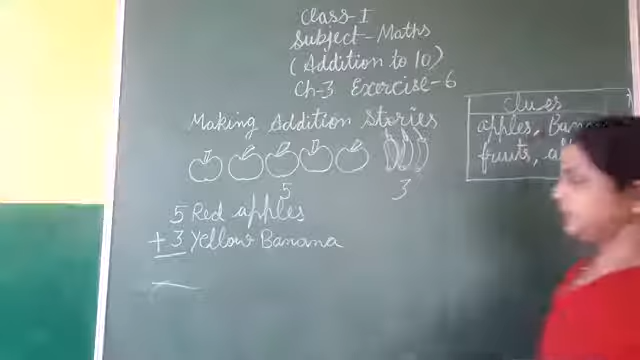 Class-I
Subject-Maths
(Addition to 10)
Ch-3 Exercise-6
Making Addition Stories
5
3
5 Red apples
+ 3 Yellow Banana
clues
apples,
fruits,